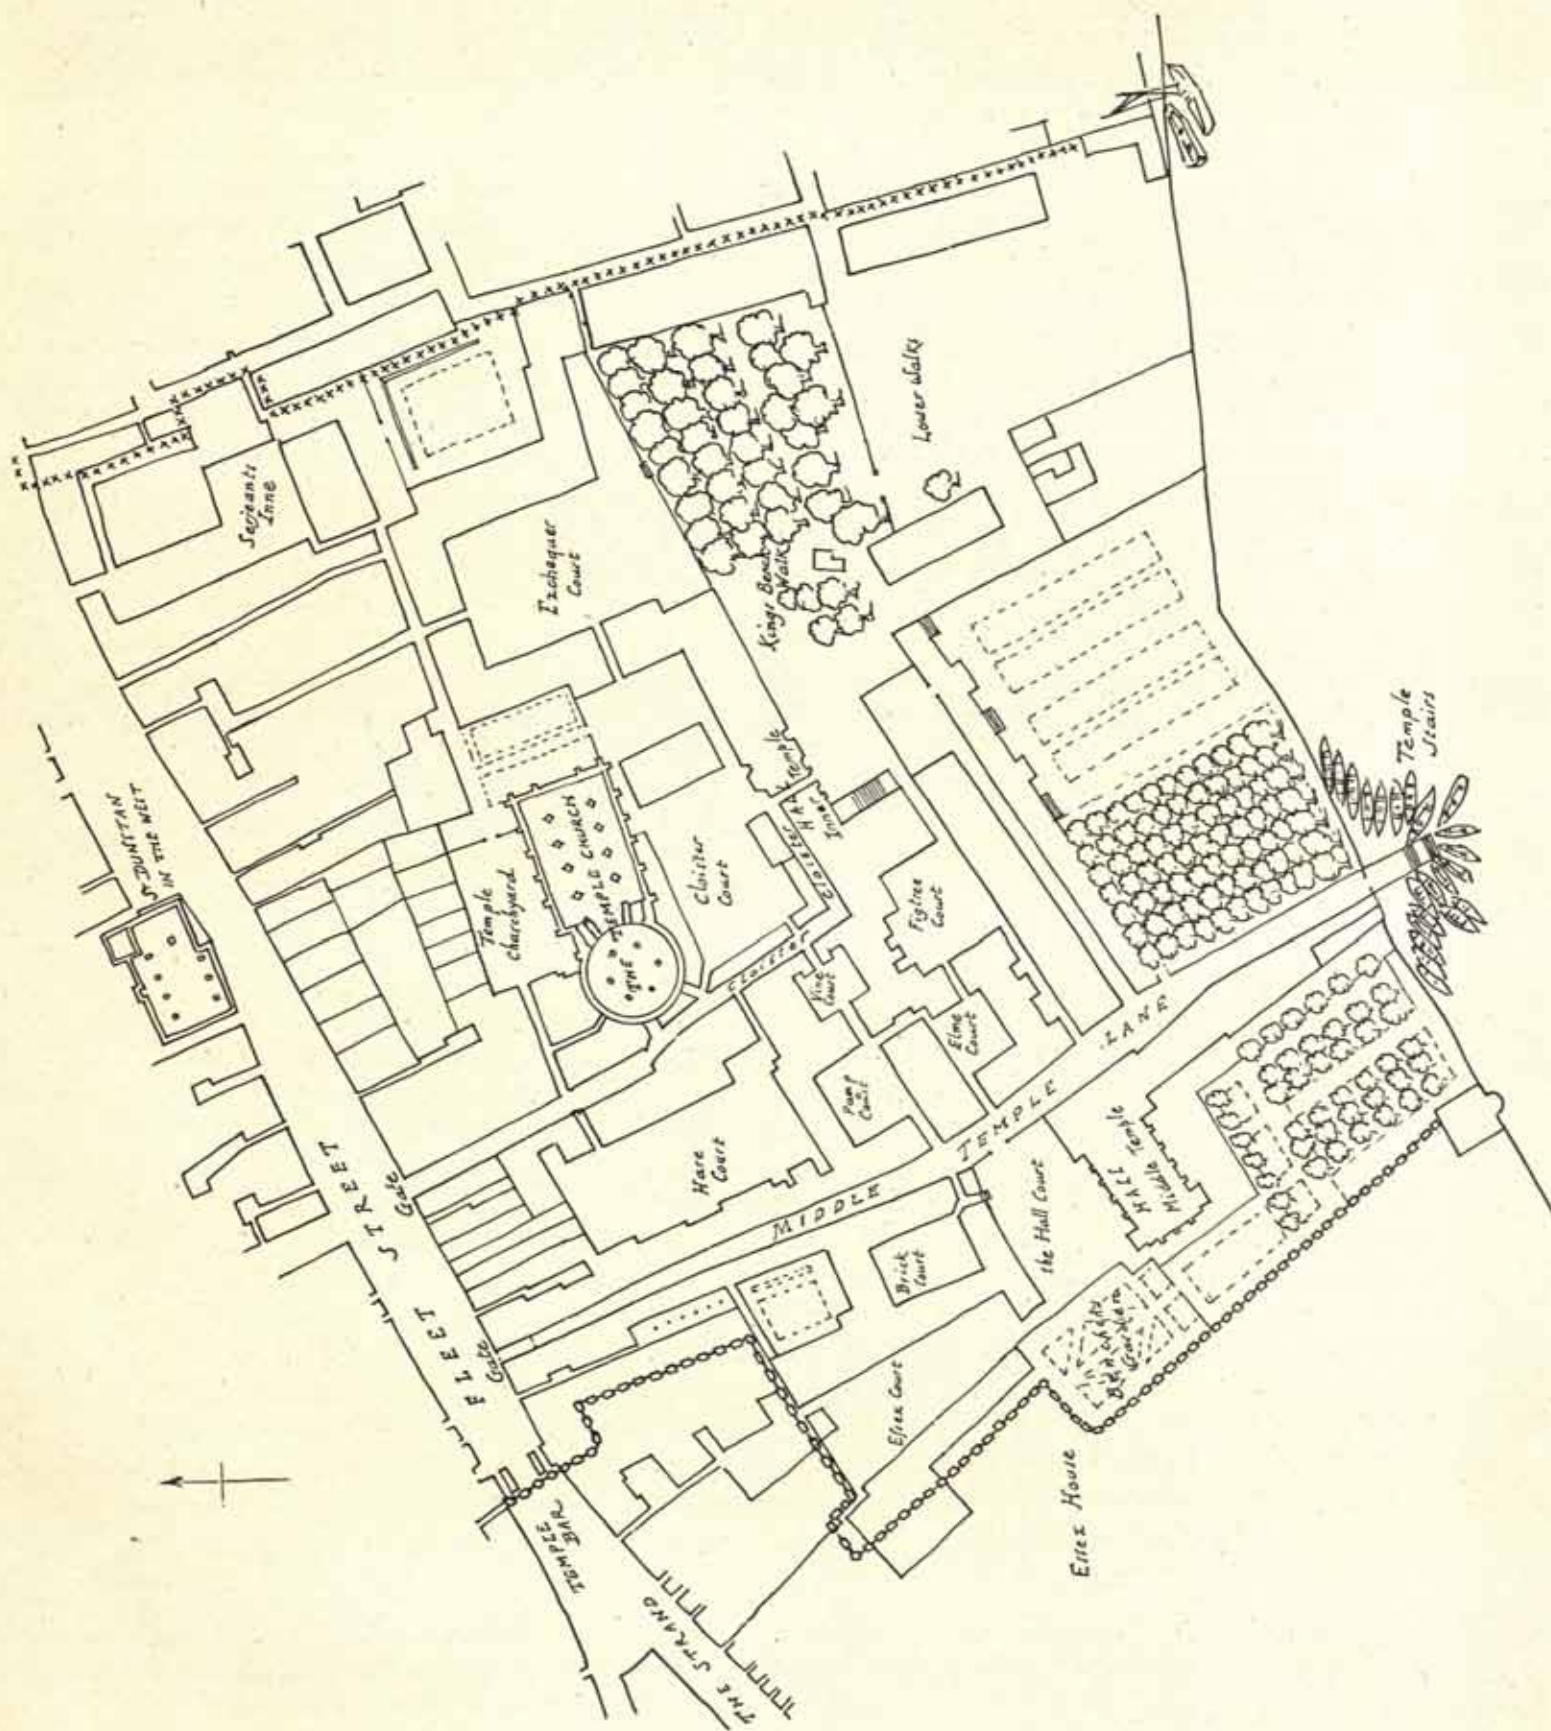 St DUNSTAN
IN THE WEST
FLEET STREET
Gate
Gate
TEMPLE
BAR
THE STRAND
Serjeants
Inne
Exchequer
Court
Kings Bench
Walk
Lower Walks
Temple
Churchyard
THE TEMPLE CHURCH
Cloister
Court
Cloister
Cloister
HALL
Inner Temple
Vine
Court
Figtree
Court
Elme
Court
Pump
Court
Hare
Court
MIDDLE TEMPLE LANE
Brick
Court
the Hall Court
HALL
Middle Temple
Essex Court
Benchers
Garden
Essex House
Temple
Stairs